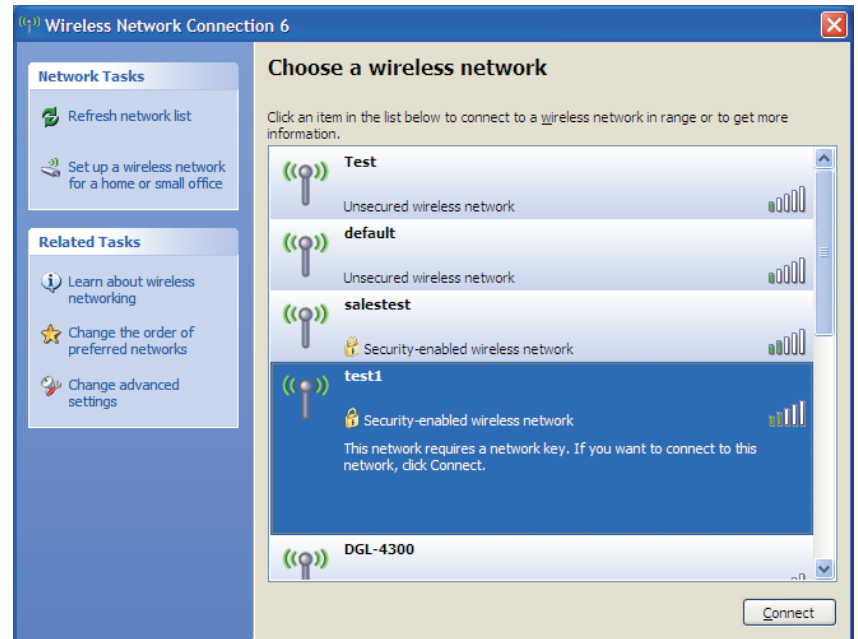 Wireless Network Connection 6
Network Tasks
Refresh network list
Set up a wireless network
for a home or small office
Related Tasks
Learn about wireless
networking
Change the order of
preferred networks
Change advanced
settings
Choose a wireless network
Click an item in the list below to connect to a wireless network in range or to get more
information.
Test
Unsecured wireless network
default
Unsecured wireless network
salestest
Security-enabled wireless network
test1
Security-enabled wireless network
This network requires a network key. If you want to connect to this
network, click Connect.
DGL-4300
Connect